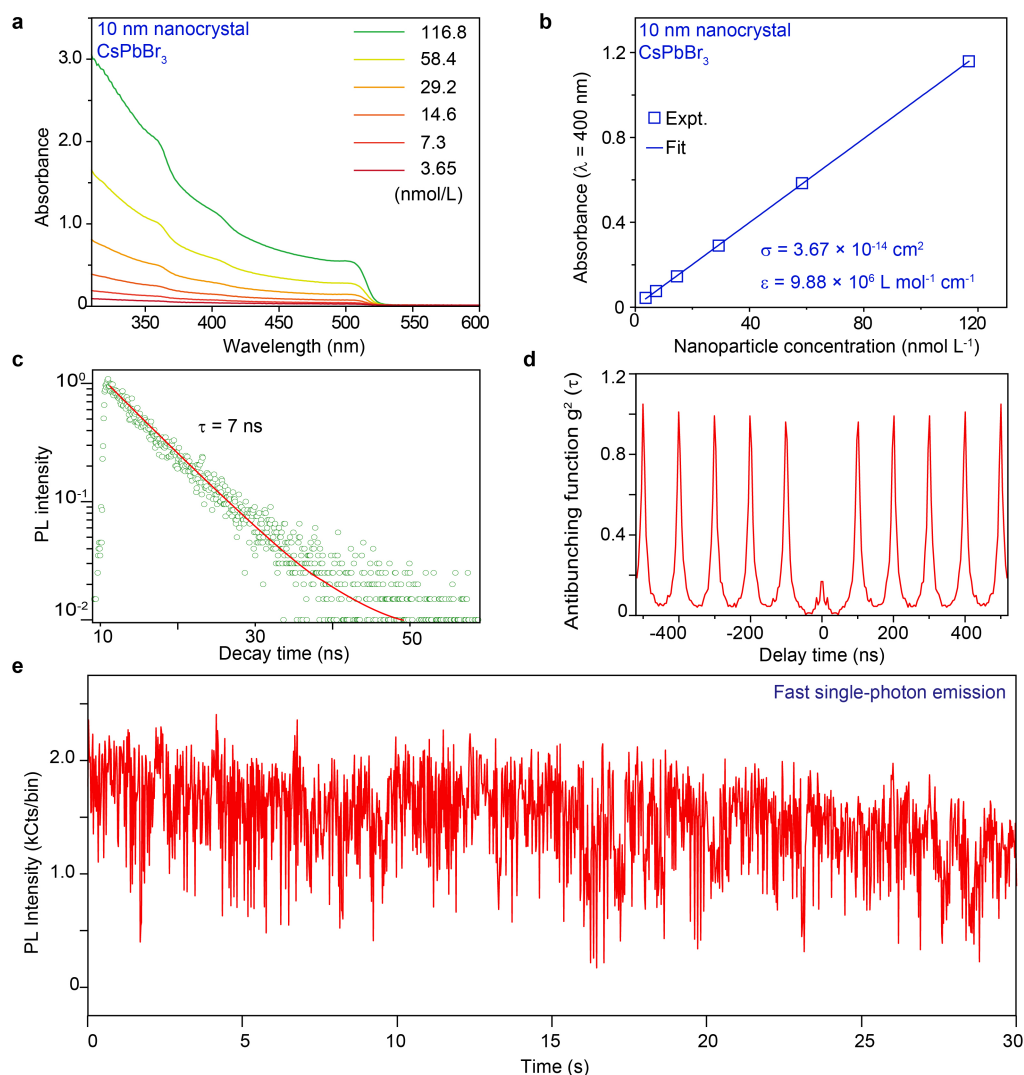 a
10 nm nanocrystal
CsPbBr3
116.8
58.4
29.2
14.6
7.3
3.65
(nmol/L)
3.0
2.0
1.0
0
Absorbance
350
400
450
500
550
600
Wavelength (nm)
b
10 nm nanocrystal
CsPbBr3
Expt.
Fit
σ = 3.67 × 10-14 cm2
ε = 9.88 × 106 L mol-1 cm-1
1.2
0.8
0.4
0
Absorbance (λ = 400 nm)
0
40
80
120
Nanoparticle concentration (nmol L-1)
c
τ = 7 ns
100
10-1
10-2
PL intensity
10
30
50
Decay time (ns)
d
1.2
0.8
0.4
0
Antibunching function g2 (τ)
-400
-200
0
200
400
Delay time (ns)
e
Fast single-photon emission
2.0
1.0
0
PL Intensity (kCts/bin)
0
5
10
15
20
25
30
Time (s)